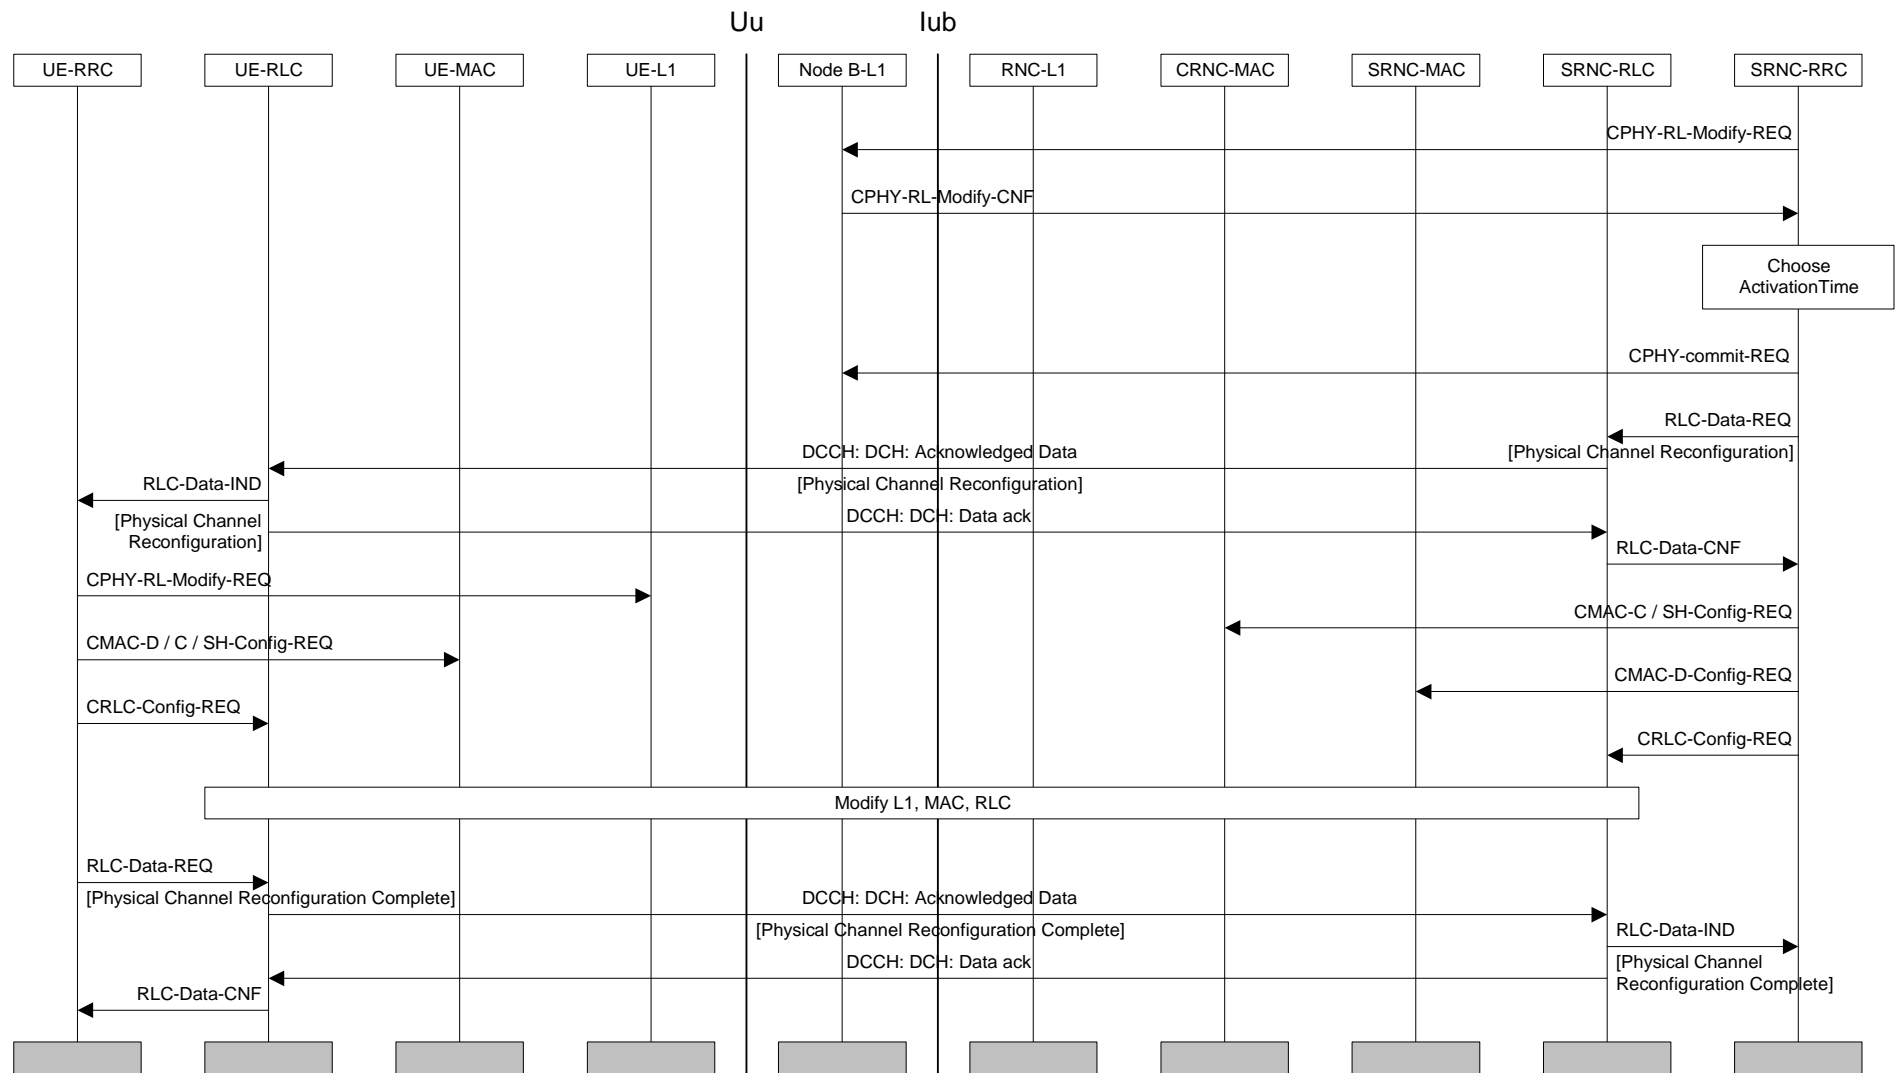 Uu
Iub
UE-RRC
UE-RLC
UE-MAC
UE-L1
Node B-L1
RNC-L1
CRNC-MAC
SRNC-MAC
SRNC-RLC
SRNC-RRC
CPHY-RL-Modify-REQ
CPHY-RL-Modify-CNF
Choose
ActivationTime
CPHY-commit-REQ
RLC-Data-REQ
[Physical Channel Reconfiguration]
DCCH: DCH: Acknowledged Data
[Physical Channel Reconfiguration]
RLC-Data-IND
[Physical Channel
Reconfiguration]
DCCH: DCH: Data ack
RLC-Data-CNF
CPHY-RL-Modify-REQ
CMAC-C / SH-Config-REQ
CMAC-D / C / SH-Config-REQ
CMAC-D-Config-REQ
CRLC-Config-REQ
CRLC-Config-REQ
Modify L1, MAC, RLC
RLC-Data-REQ
[Physical Channel Reconfiguration Complete]
DCCH: DCH: Acknowledged Data
[Physical Channel Reconfiguration Complete]
RLC-Data-IND
[Physical Channel
Reconfiguration Complete]
DCCH: DCH: Data ack
RLC-Data-CNF